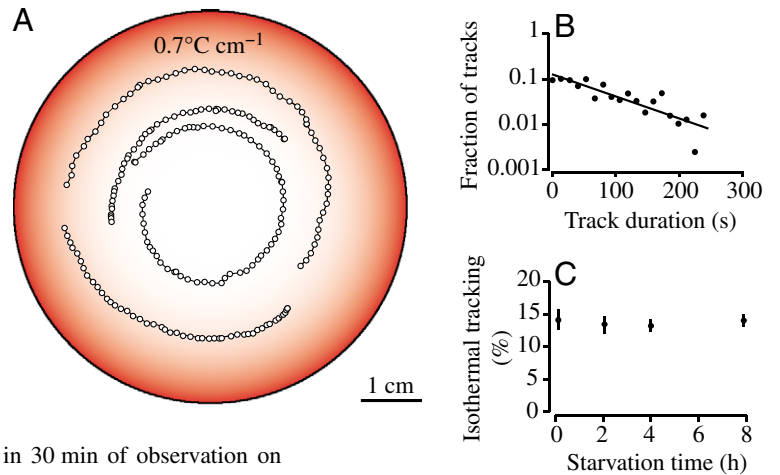 A
0.7°C cm⁻¹
1 cm
in 30 min of observation on
B
Fraction of tracks
1
0.1
0.01
0.001
0 100 200 300
Track duration (s)
C
Isothermal tracking
(%)
20
15
10
5
0
0 2 4 6 8
Starvation time (h)